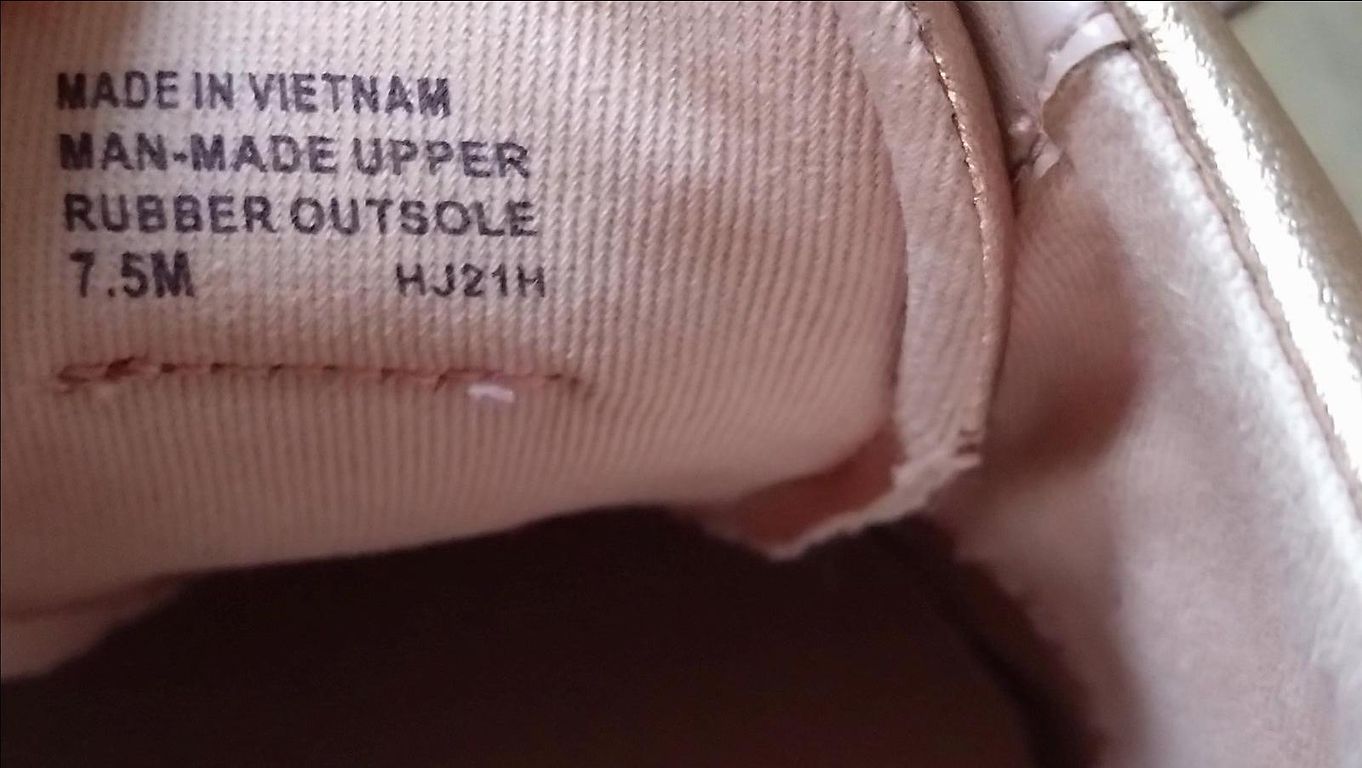 MADE IN VIETNAM
MAN-MADE UPPER
RUBBER OUTSOLE
7.5M HJ21H